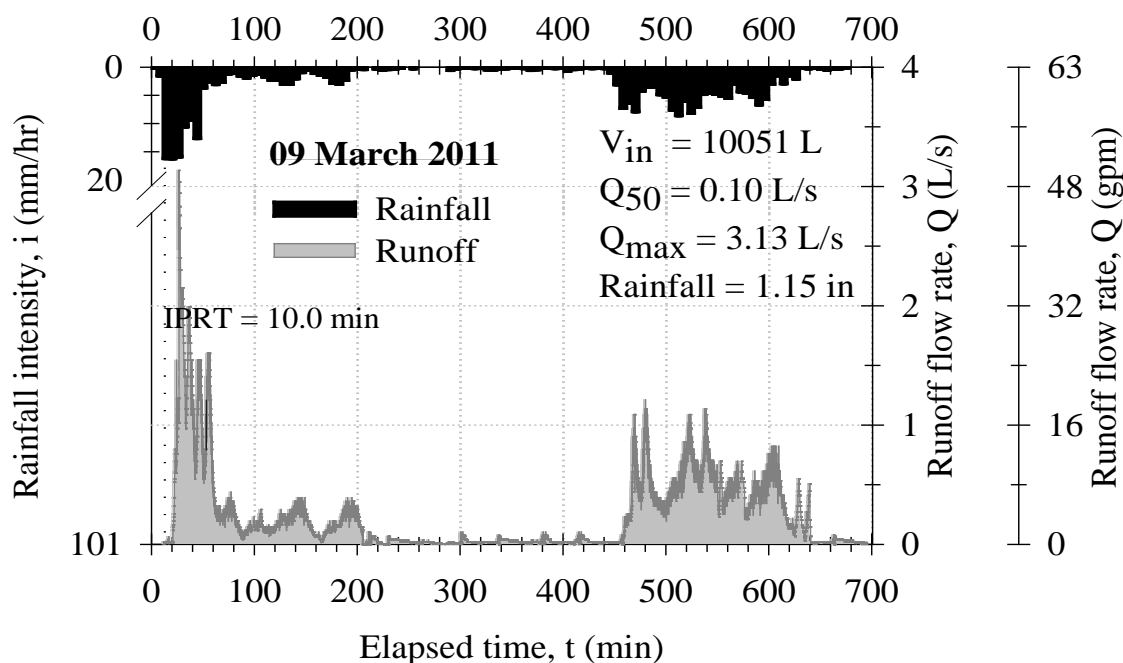 0 100 200 300 400 500 600 700
0
20
101
Rainfall intensity, i (mm/hr)
09 March 2011
Rainfall
Runoff
IPRT = 10.0 min
Vin = 10051 L
Q50 = 0.10 L/s
Qmax = 3.13 L/s
Rainfall = 1.15 in
4
3
2
1
0
Runoff flow rate, Q (L/s)
63
48
32
16
0
Runoff flow rate, Q (gpm)
0 100 200 300 400 500 600 700
Elapsed time, t (min)